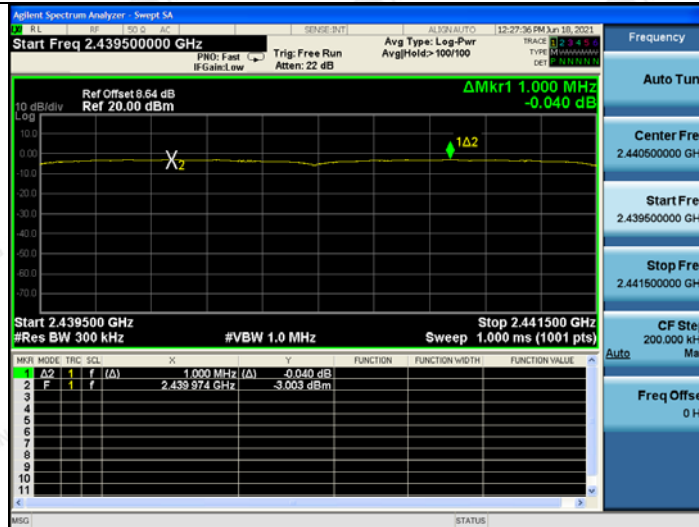 Agilent Spectrum Analyzer - Swept SA
RL RF 50 Ω AC SENSE:INT ALIGN AUTO 12:27:36 PM Jun 18, 2021
Start Freq 2.439500000 GHz
PNO: Fast
IFGain:Low
Trig: Free Run
Atten: 22 dB
Avg Type: Log-Pwr
Avg|Hold:>100/100
TRACE 1 2 3 4 5 6
TYPE
DET P N N N N N
Frequency
Auto Tun
10 dB/div
Log
Ref Offset 8.64 dB
Ref 20.00 dBm
ΔMkr1 1.000 MHz
-0.040 dB
10.0
0.00
-10.0
-20.0
-30.0
-40.0
-50.0
-60.0
-70.0
X2
1Δ2
Center Fre
2.440500000 GH
Start Fre
2.439500000 GH
Stop Fre
2.441500000 GH
Start 2.439500 GHz
Stop 2.441500 GHz
#Res BW 300 kHz
#VBW 1.0 MHz
Sweep 1.000 ms (1001 pts)
CF Ste
200.000 kH
Auto Ma
MKR MODE TRC SCL X Y FUNCTION FUNCTION WIDTH FUNCTION VALUE
1 Δ2 1 f (Δ) 1.000 MHz (Δ) -0.040 dB
2 F 1 f 2.439 974 GHz -3.003 dBm
3
4
5
6
7
8
9
10
11
Freq Offse
0 H
MSG
STATUS